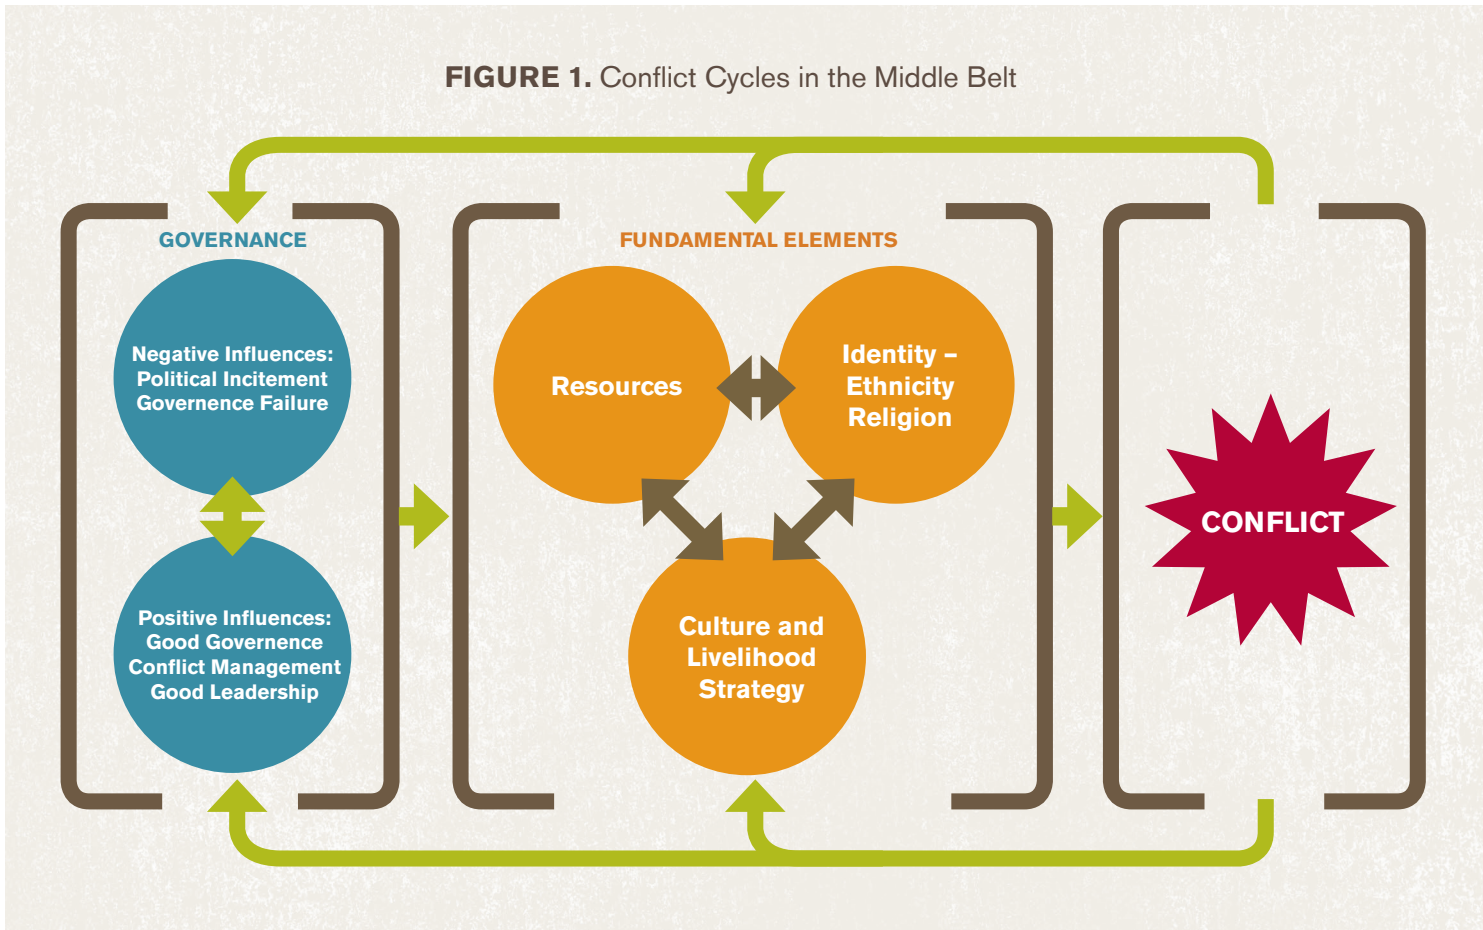 FIGURE 1. Conflict Cycles in the Middle Belt
GOVERNANCE
Negative Influences:
Political Incitement
Governence Failure
Positive Influences:
Good Governence
Conflict Management
Good Leadership
FUNDAMENTAL ELEMENTS
Resources
Identity –
Ethnicity
Religion
Culture and
Livelihood
Strategy
CONFLICT